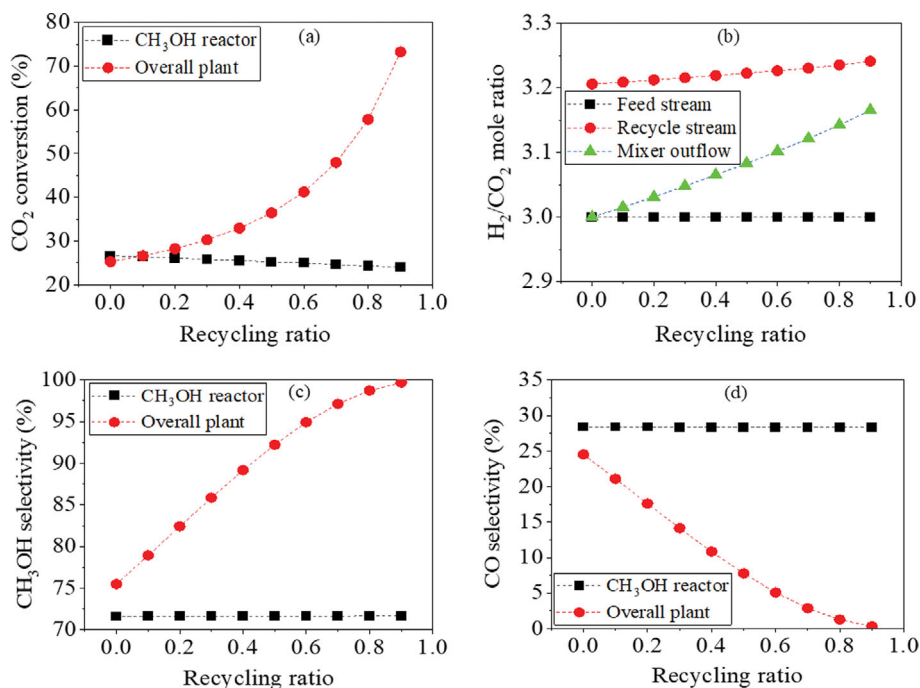 (a)
CH₃OH reactor
Overall plant
CO₂ converstion (%)
80
70
60
50
40
30
20
0.0 0.2 0.4 0.6 0.8 1.0
Recycling ratio
(b)
Feed stream
Recycle stream
Mixer outflow
H₂/CO₂ mole ratio
3.3
3.2
3.1
3.0
2.9
0.0 0.2 0.4 0.6 0.8 1.0
Recycling ratio
(c)
CH₃OH reactor
Overall plant
CH₃OH selectivity (%)
100
95
90
85
80
75
70
0.0 0.2 0.4 0.6 0.8 1.0
Recycling ratio
(d)
CH₃OH reactor
Overall plant
CO selectivity (%)
35
30
25
20
15
10
5
0
0.0 0.2 0.4 0.6 0.8 1.0
Recycling ratio